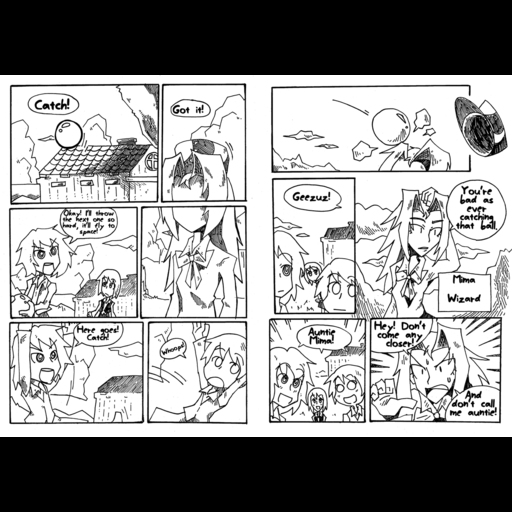 Catch!
Got it!
Okay! I'll throw
the next one so
hard, it'll fly to
space!
Here goes!
Catch!
Whoop!
Geezuz!
You're
bad as
ever
catching
that ball.
Mima
Wizard
Auntie
Mima!
Hey! Don't
come any
closer!
And
don't call
me auntie!